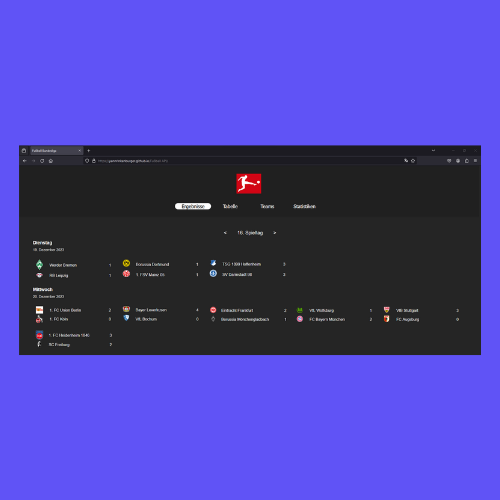 Fußball Bundesliga
Ergebnisse Tabelle Teams Statistiken
< 16. Spieltag >
Dienstag
19. Dezember 2023
Werder Bremen 1
RB Leipzig 1
Borussia Dortmund 1
1. FSV Mainz 05 1
TSG 1899 Hoffenheim 3
SV Darmstadt 98 3
Mittwoch
20. Dezember 2023
1. FC Union Berlin 2
1. FC Köln 0
Bayer Leverkusen 4
VfL Bochum 0
Eintracht Frankfurt 2
Borussia Mönchengladbach 1
VfL Wolfsburg 1
FC Bayern München 2
VfB Stuttgart 3
FC Augsburg 0
1. FC Heidenheim 1846 3
SC Freiburg 2